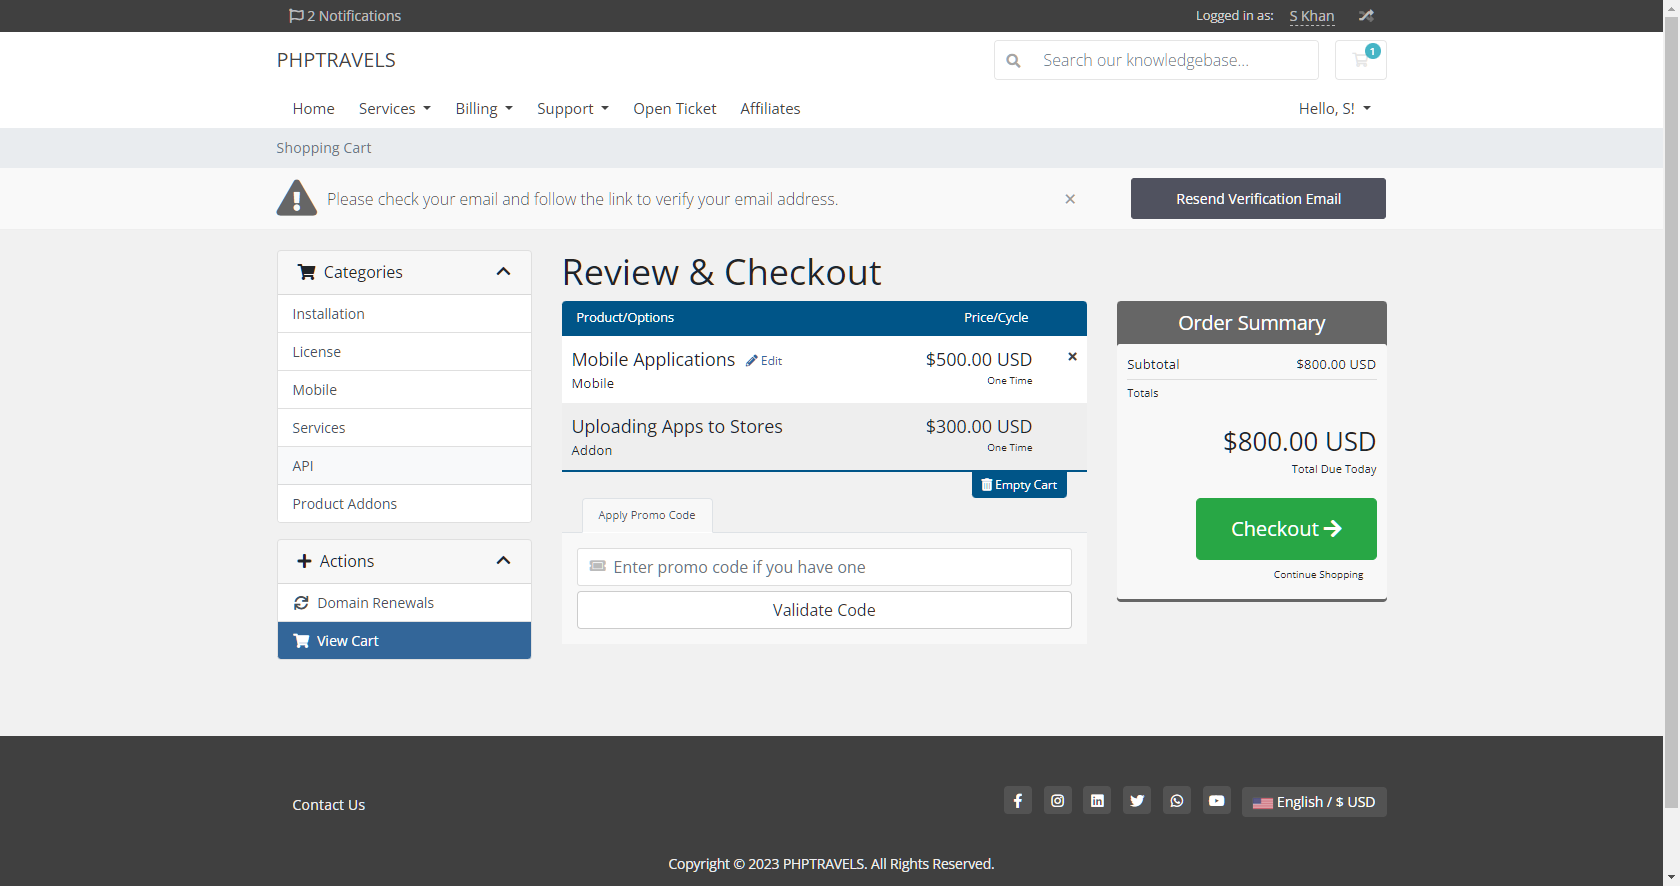 2 Notifications
Logged in as: S Khan
PHPTRAVELS
Search our knowledgebase...
1
Home Services Billing Support Open Ticket Affiliates Hello, S!
Shopping Cart
Please check your email and follow the link to verify your email address.
×
Resend Verification Email
Categories
Installation
License
Mobile
Services
API
Product Addons
Actions
Domain Renewals
View Cart
Review & Checkout
Product/Options Price/Cycle
Mobile Applications Edit $500.00 USD
Mobile One Time
Uploading Apps to Stores $300.00 USD
Addon One Time
Empty Cart
Apply Promo Code
Enter promo code if you have one
Validate Code
Order Summary
Subtotal $800.00 USD
Totals
$800.00 USD
Total Due Today
Checkout
Continue Shopping
Contact Us
English / $ USD
Copyright © 2023 PHPTRAVELS. All Rights Reserved.